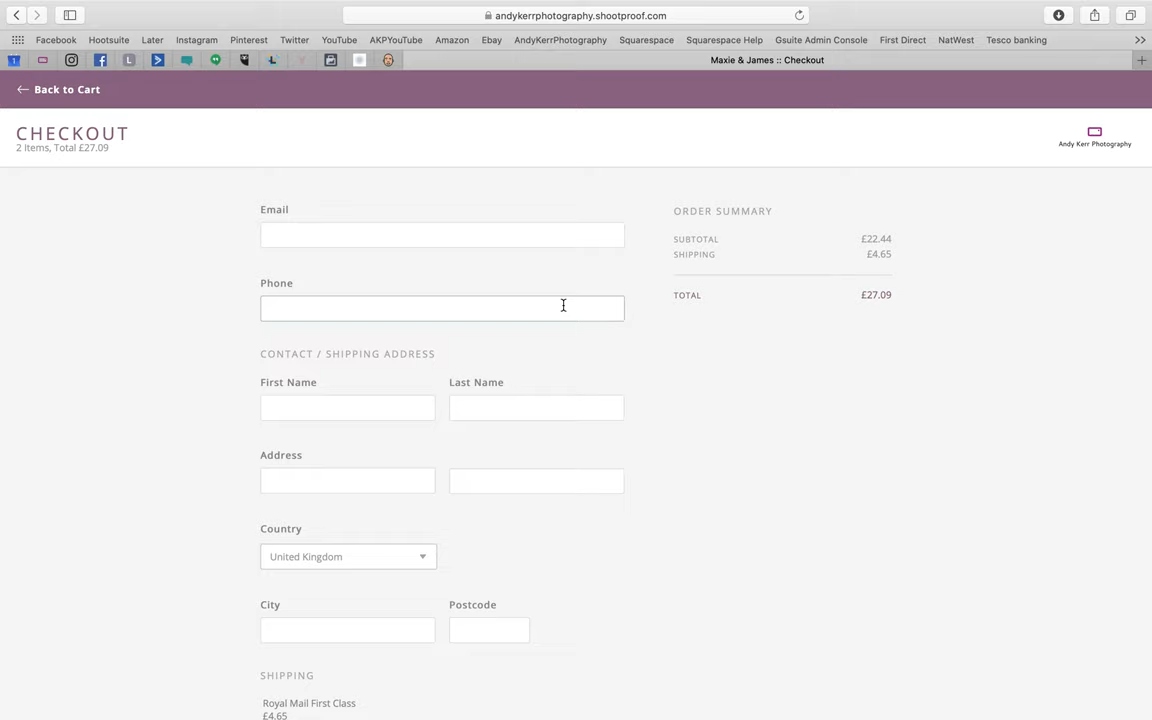 andykerrphotography.shootproof.com
Facebook Hootsuite Later Instagram Pinterest Twitter YouTube AKPYouTube Amazon Ebay AndyKerrPhotography Squarespace Squarespace Help Gsuite Admin Console First Direct NatWest Tesco banking
Maxie & James :: Checkout
Back to Cart
CHECKOUT
2 Items, Total £27.09
Andy Kerr Photography
Email
ORDER SUMMARY
SUBTOTAL £22.44
SHIPPING £4.65
TOTAL £27.09
Phone
CONTACT / SHIPPING ADDRESS
First Name Last Name
Address
Country
United Kingdom
City Postcode
SHIPPING
Royal Mail First Class
£4.65